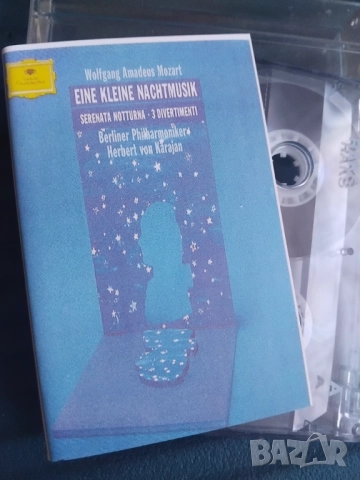 Wolfgang Amadeus Mozart
EINE KLEINE NACHTMUSIK
SERENATA NOTTURNA · 3 DIVERTIMENTI
Berliner Philharmoniker
Herbert von Karajan
BAZAR